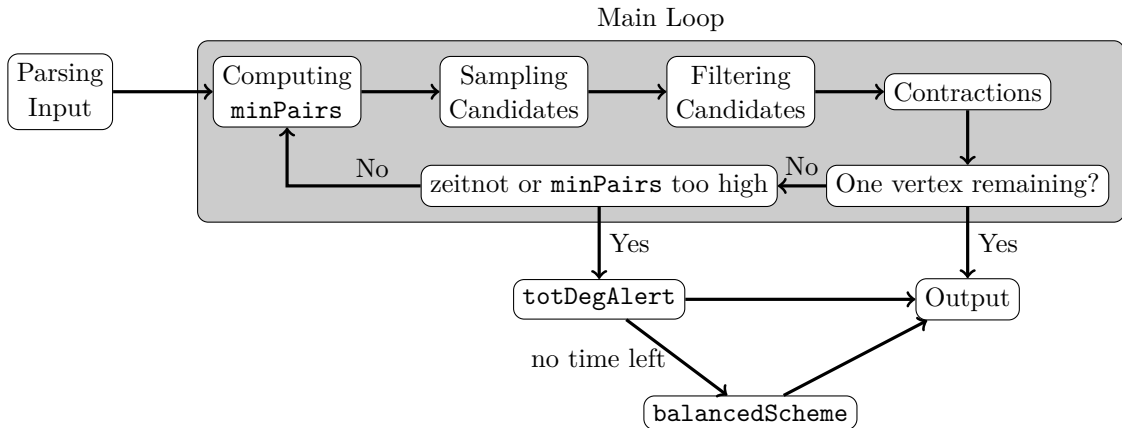 Main Loop
Parsing
Input
Computing
minPairs
Sampling
Candidates
Filtering
Candidates
Contractions
No
zeitnot or minPairs too high
No
One vertex remaining?
Yes
Yes
totDegAlert
Output
no time left
balancedScheme